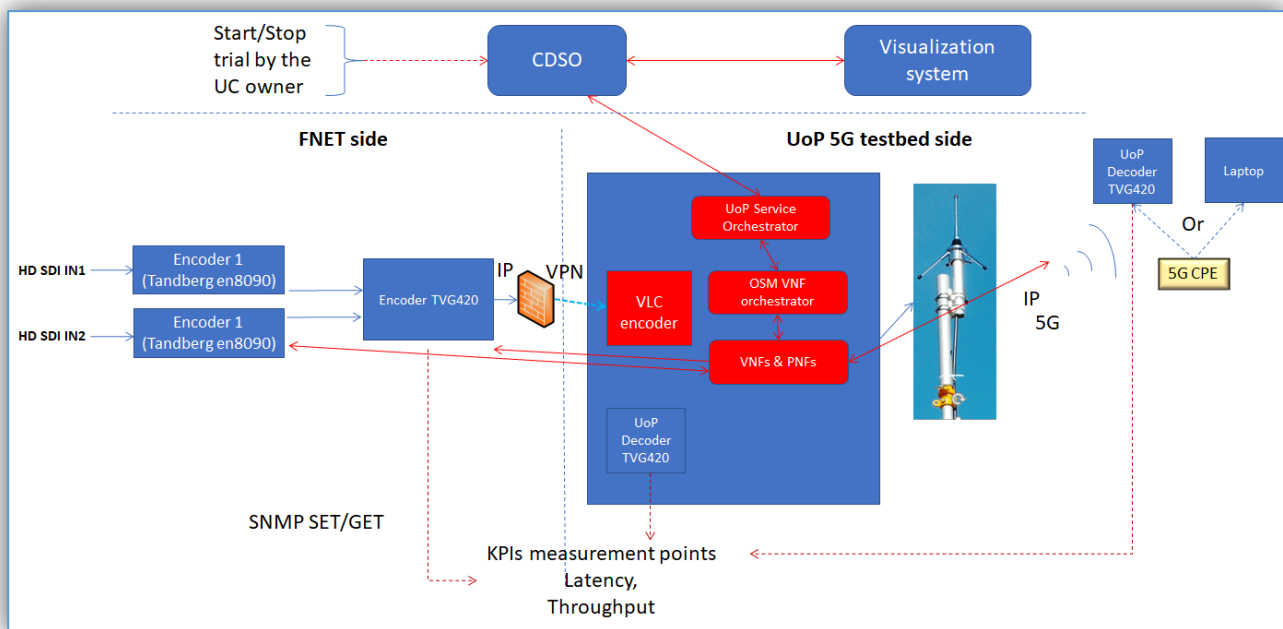 Start/Stop
trial by the
UC owner
CDSO
Visualization
system
FNET side
UoP 5G testbed side
UoP
Decoder
TVG420
Laptop
Or
5G CPE
UoP Service
Orchestrator
HD SDI IN1
Encoder 1
(Tandberg en8090)
IP
VPN
OSM VNF
orchestrator
Encoder TVG420
VLC
encoder
IP
5G
HD SDI IN2
Encoder 1
(Tandberg en8090)
VNFs & PNFs
UoP
Decoder
TVG420
SNMP SET/GET
KPIs measurement points
Latency,
Throughput